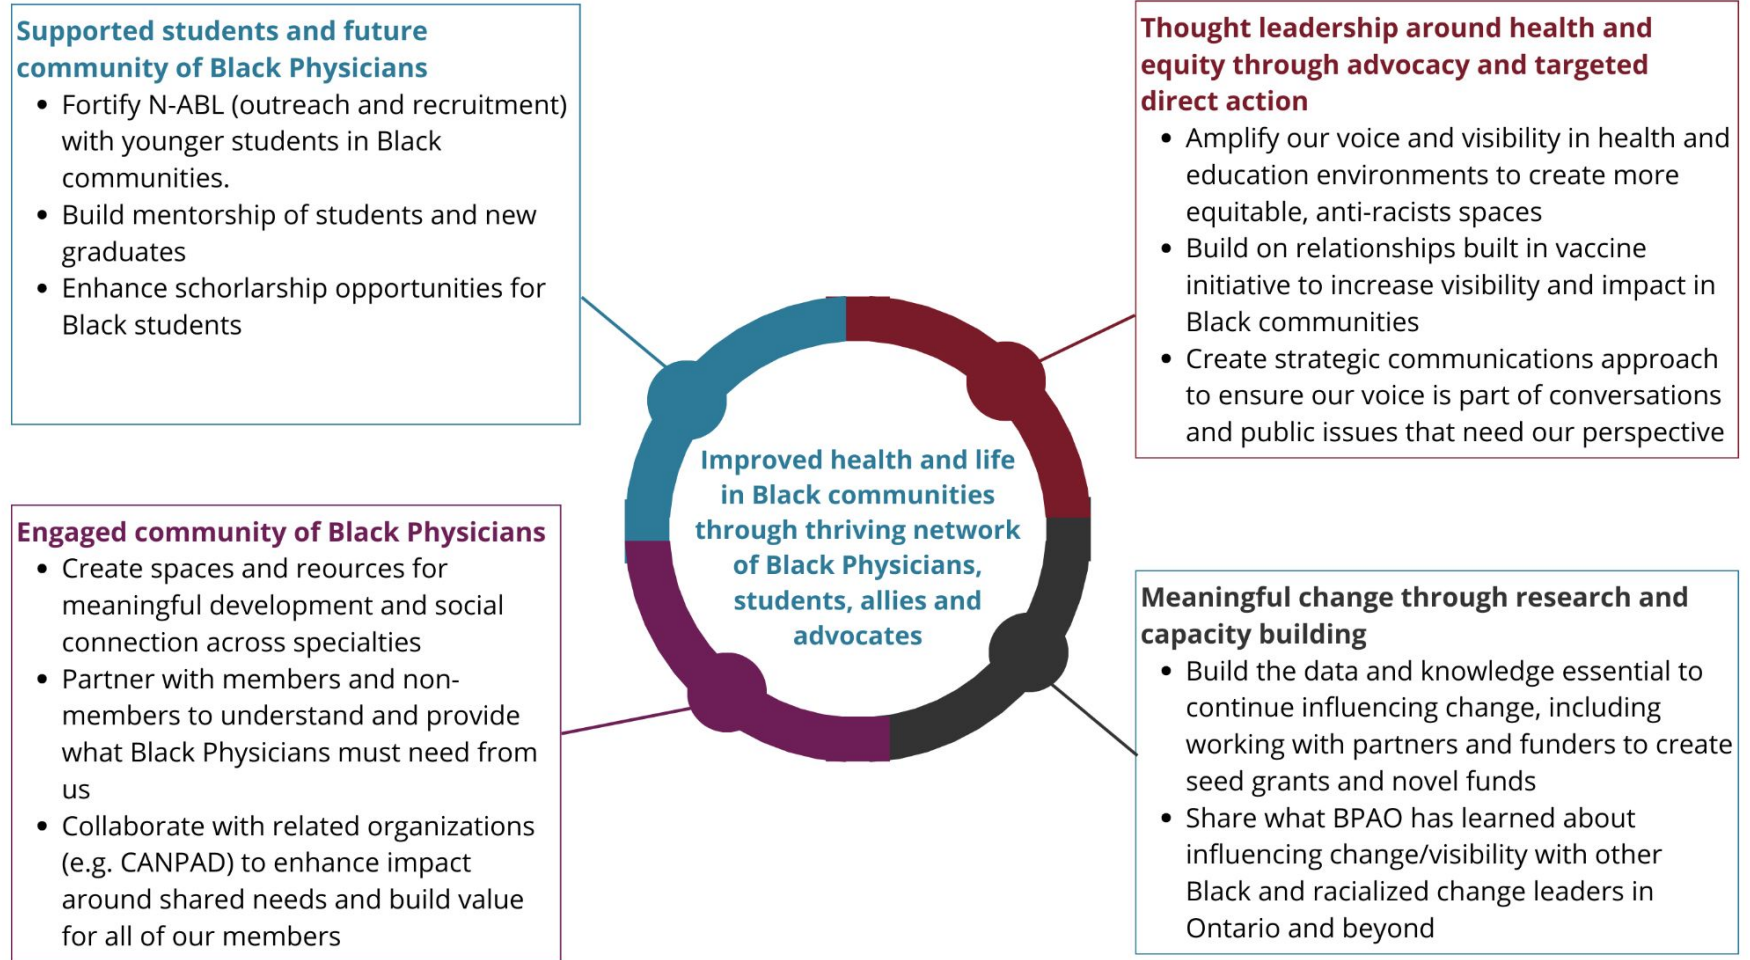 Supported students and future
community of Black Physicians
• Fortify N-ABL (outreach and recruitment)
with younger students in Black
communities.
• Build mentorship of students and new
graduates
• Enhance schorlarship opportunities for
Black students
Thought leadership around health and
equity through advocacy and targeted
direct action
• Amplify our voice and visibility in health and
education environments to create more
equitable, anti-racists spaces
• Build on relationships built in vaccine
initiative to increase visibility and impact in
Black communities
• Create strategic communications approach
to ensure our voice is part of conversations
and public issues that need our perspective
Improved health and life
in Black communities
through thriving network
of Black Physicians,
students, allies and
advocates
Engaged community of Black Physicians
• Create spaces and reources for
meaningful development and social
connection across specialties
• Partner with members and non-
members to understand and provide
what Black Physicians must need from
us
• Collaborate with related organizations
(e.g. CANPAD) to enhance impact
around shared needs and build value
for all of our members
Meaningful change through research and
capacity building
• Build the data and knowledge essential to
continue influencing change, including
working with partners and funders to create
seed grants and novel funds
• Share what BPAO has learned about
influencing change/visibility with other
Black and racialized change leaders in
Ontario and beyond